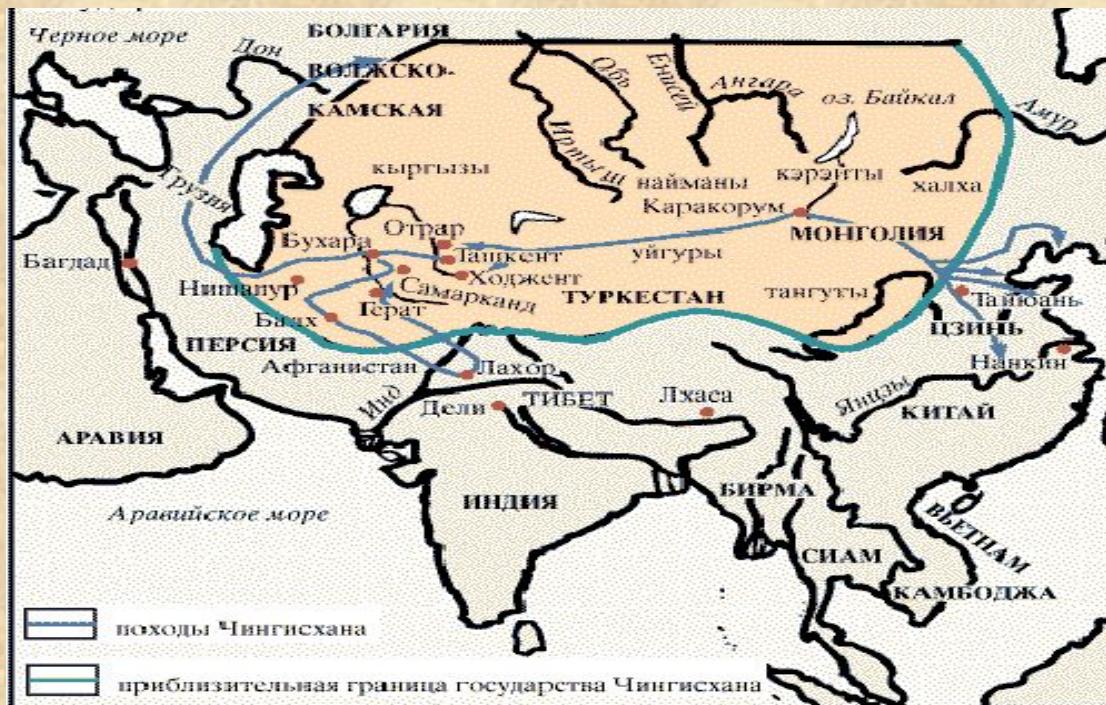 Черное море
Дон
БОЛГАРИЯ
ВОЛЖСКО-
КАМСКАЯ
Обь
Енисей
Ангара
оз. Байкал
Амур
Иртыш
Грузия
кыргызы
найманы
кэрэйты
халха
Каракорум
МОНГОЛИЯ
Отрар
Бухара
Ташкент
уйгуры
Багдад
Ходжент
Нишапур
Самарканд
ТУРКЕСТАН
тангуты
Тайюань
Герат
Балх
ЦЗИНЬ
ПЕРСИЯ
Афганистан
Лахор
Нанкин
Инд
Дели
ТИБЕТ
Лхаса
Янцзы
КИТАЙ
АРАВИЯ
ИНДИЯ
БИРМА
Аравийское море
ВЬЕТНАМ
СИАМ
КАМБОДЖА
походы Чингисхана
приблизительная граница государства Чингисхана